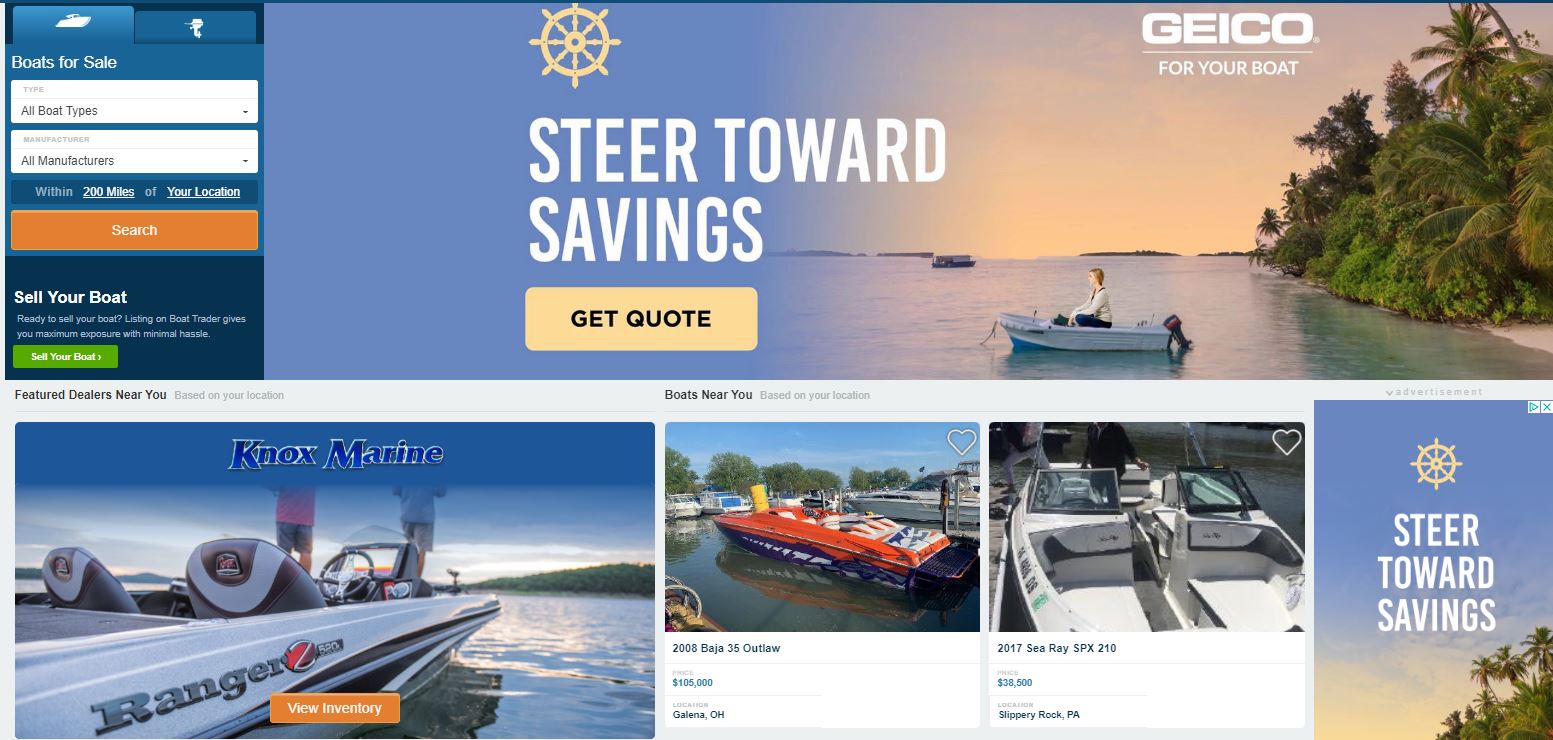 Boats for Sale
TYPE
All Boat Types
MANUFACTURER
All Manufacturers
Within 200 Miles of Your Location
Search
Sell Your Boat
Ready to sell your boat? Listing on Boat Trader gives
you maximum exposure with minimal hassle.
Sell Your Boat ›
STEER TOWARD
SAVINGS
GET QUOTE
GEICO®
FOR YOUR BOAT
Featured Dealers Near You Based on your location
Knox Marine
Ranger Z 520c
View Inventory
Boats Near You Based on your location
2008 Baja 35 Outlaw
PRICE
$105,000
LOCATION
Galena, OH
2017 Sea Ray SPX 210
PRICE
$38,500
LOCATION
Slippery Rock, PA
advertisement
STEER
TOWARD
SAVINGS